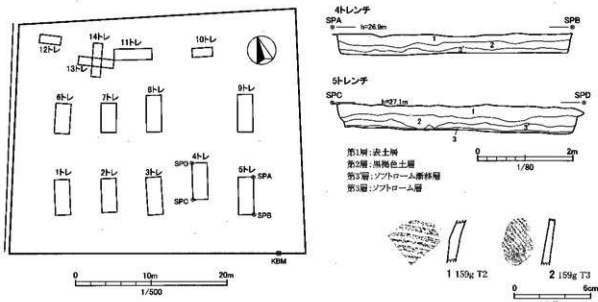 14トレ
11トレ
10トレ
12トレ
13トレ
6トレ
7トレ
8トレ
9トレ
1トレ
2トレ
3トレ
4トレ
5トレ
SPD
SPA
SPC
SPB
KBM
0 10m 20m
1/500
4トレンチ
SPA h=26.9m SPB
1
2
3'
5トレンチ
SPC h=27.1m SPD
1
2
3'
3
第1層:表土層
第2層:黒褐色土層
第3'層:ソフトローム漸移層
第3層:ソフトローム層
0 2m
1/80
1 159g T2
2 159g T3
0 6cm